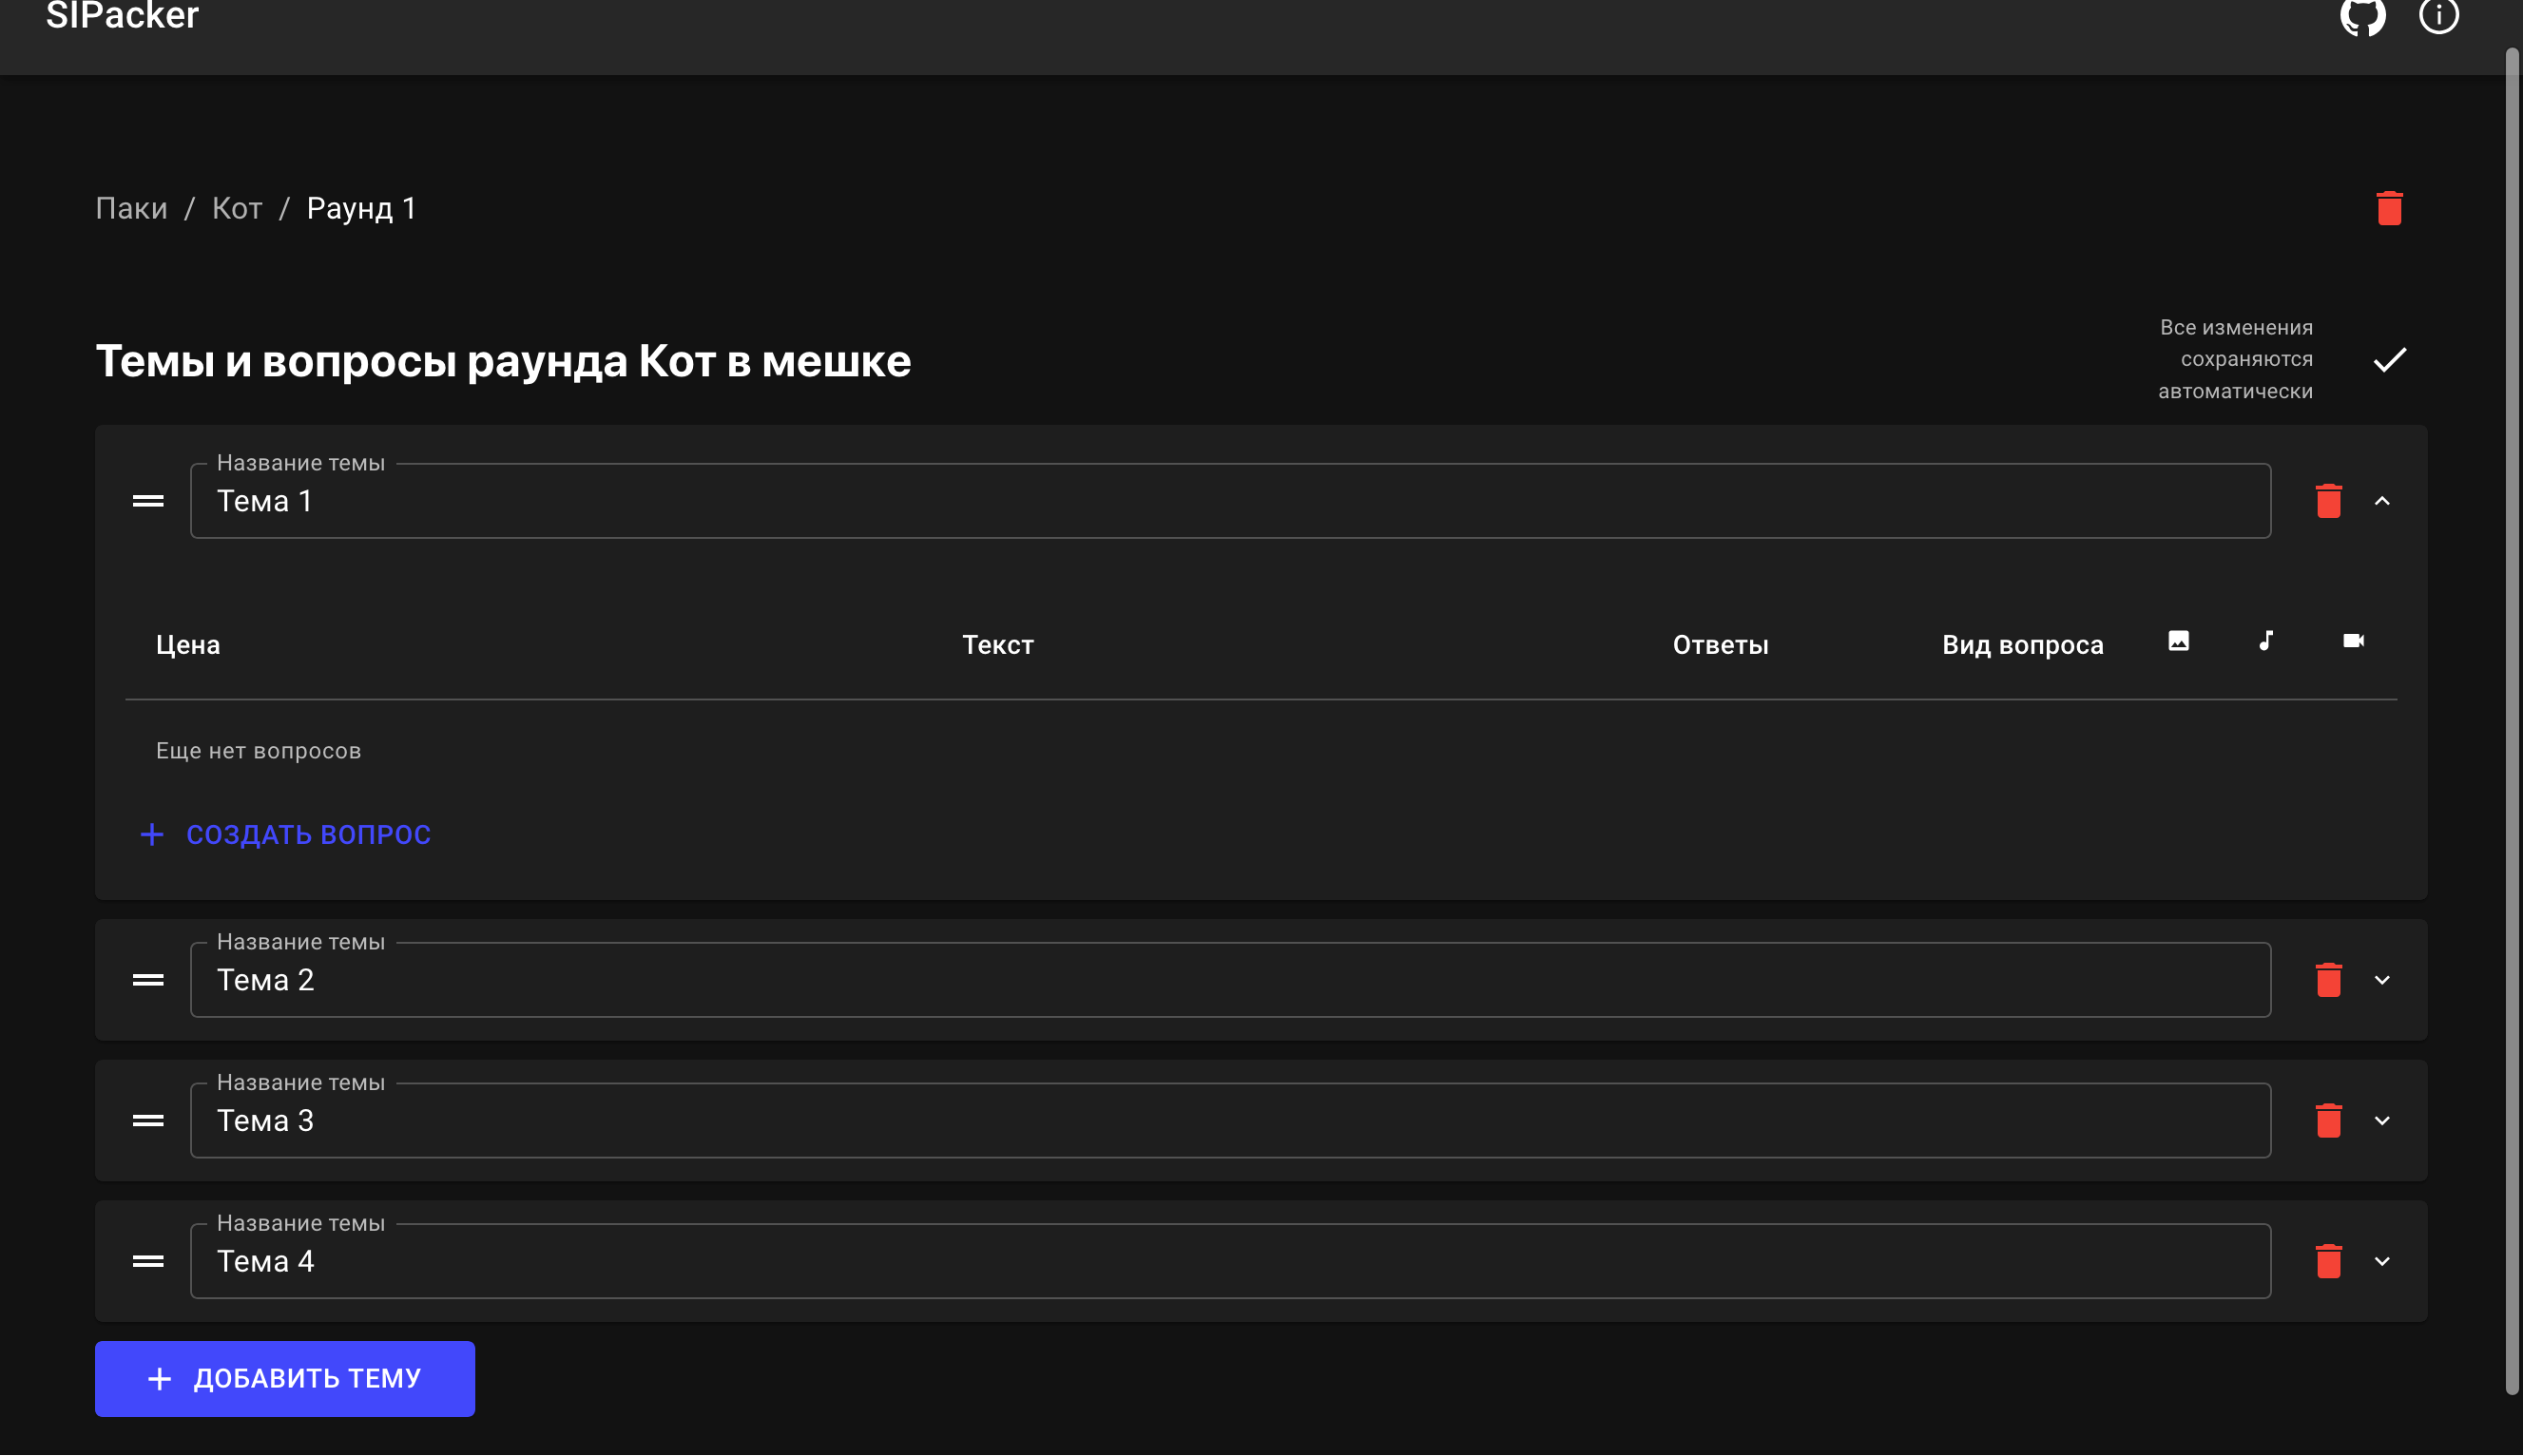 SIPacker
Паки / Кот / Раунд 1
Все изменения
сохраняются
автоматически
Темы и вопросы раунда Кот в мешке
Название темы
Тема 1
Цена Текст Ответы Вид вопроса
Еще нет вопросов
+ СОЗДАТЬ ВОПРОС
Название темы
Тема 2
Название темы
Тема 3
Название темы
Тема 4
+ ДОБАВИТЬ ТЕМУ